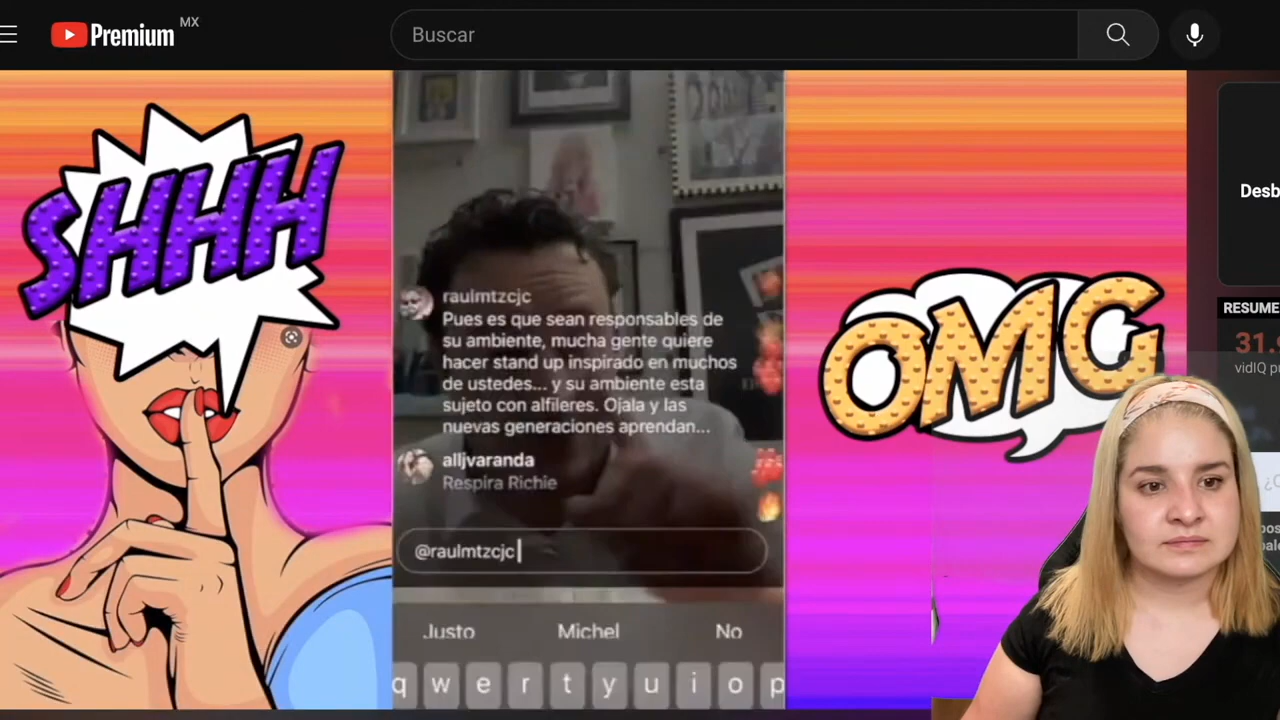 Premium MX
Buscar
SHHH
raulmtzcjc
Pues es que sean responsables de
su ambiente, mucha gente quiere
hacer stand up inspirado en muchos
de ustedes... y su ambiente esta
sujeto con alfileres. Ojala y las
nuevas generaciones aprendan...
alljvaranda
Respira Richie
@raulmtzcjc
Justo Michel No
q w e r t y u i o p
OMG
Desb
RESUME
31.
vidIQ pu